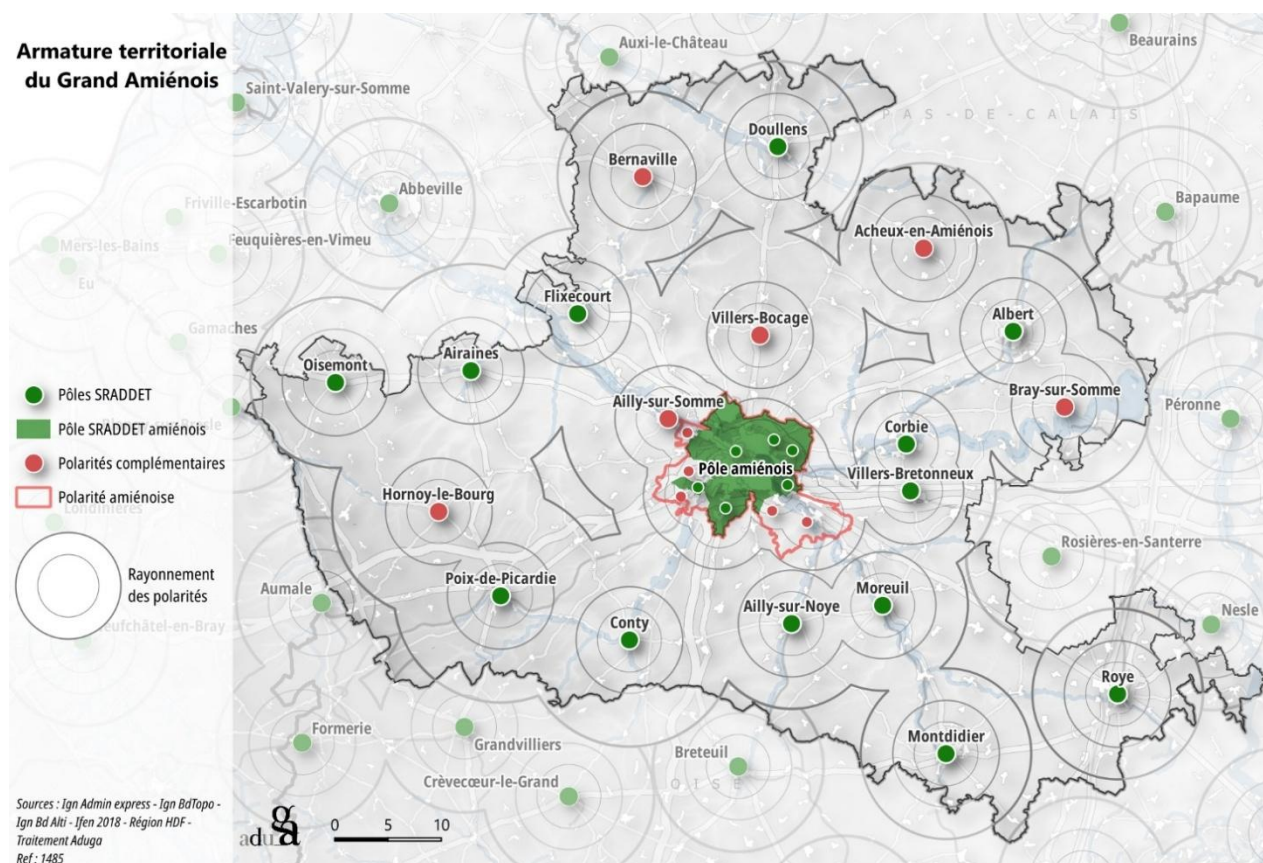 Armature territoriale
du Grand Amiénois
Auxi-le-Château
Beaurains
Saint-Valery-sur-Somme
PAS-DE-CALAIS
Doullens
Bernaville
Abbeville
Bapaume
Friville-Escarbotin
Acheux-en-Amiénois
Mers-les-Bains
Feuquières-en-Vimeu
Eu
Flixecourt
Villers-Bocage
Albert
Gamaches
Oisemont
Airaines
Pôles SRADDET
Ailly-sur-Somme
Bray-sur-Somme
Péronne
Pôle SRADDET amiénois
Corbie
Polarités complémentaires
Pôle amiénois
Villers-Bretonneux
Polarité amiénoise
Hornoy-le-Bourg
Londinières
Rosières-en-Santerre
Rayonnement
des polarités
Aumale
Poix-de-Picardie
Conty
Ailly-sur-Noye
Moreuil
Nesle
Neufchâtel-en-Bray
Roye
Formerie
Grandvilliers
Breteuil
Montdidier
Crèvecœur-le-Grand
OISE
Sources : Ign Admin express - Ign BdTopo -
Ign Bd Alti - Ifen 2018 - Région HDF -
Traitement Aduga
Ref : 1485
aduga
0 5 10